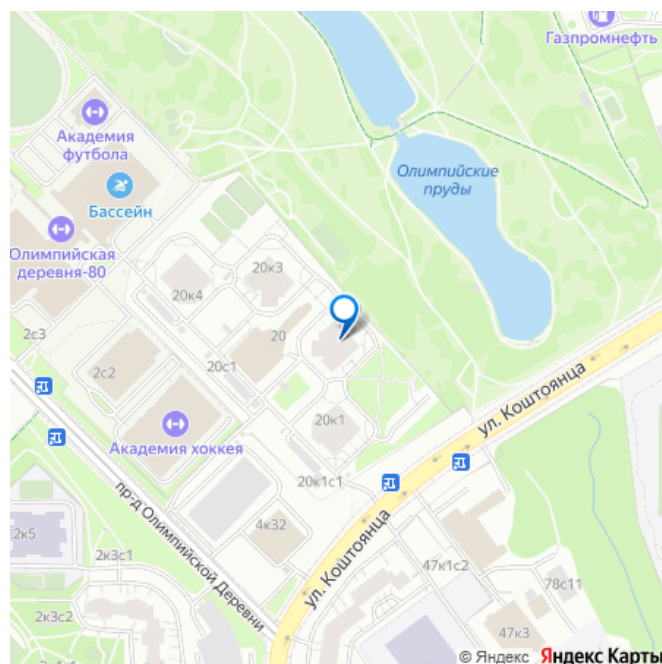 Газпромнефть
Академия
футбола
Олимпийские
пруды
Бассейн
Олимпийская
деревня-80
20к3
20к4
2с3
20
20с1
2с2
ул. Коштоянца
20к1
Академия хоккея
20к1с1
пр-д Олимпийской Деревни
4к32
ул. Коштоянца
2к5
2к3с1
47к1с2
78с11
2к3с2
47к3
© Яндекс Яндекс Карты